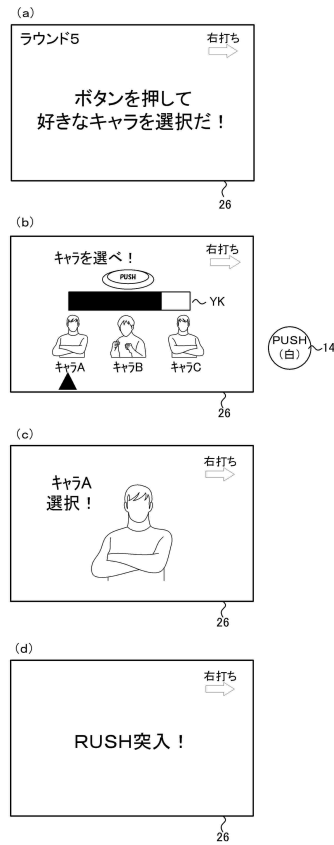 (a)
ラウンド5
右打ち
ボタンを押して
好きなキャラを選択だ！
26
(b)
キャラを選べ！
右打ち
PUSH
YK
キャラA
キャラB
キャラC
PUSH
(白)
14
26
(c)
キャラA
選択！
右打ち
26
(d)
右打ち
RUSH突入！
26